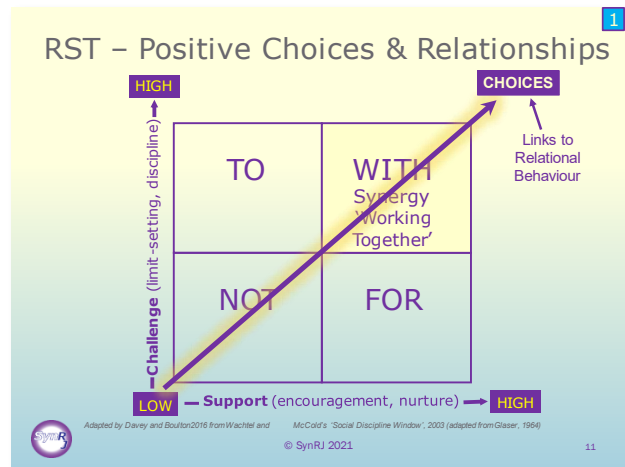 1
RST – Positive Choices & Relationships
HIGH
CHOICES
Links to
Relational
Behaviour
Challenge (limit-setting, discipline)
TO
WITH
Synergy
‘Working
Together’
NOT
FOR
LOW
Support (encouragement, nurture)
HIGH
Adapted by Davey and Boulton2016 from Wachtel and McCold's ‘Social Discipline Window’, 2003 (adapted from Glaser, 1964)
SynRJ
© SynRJ 2021
11